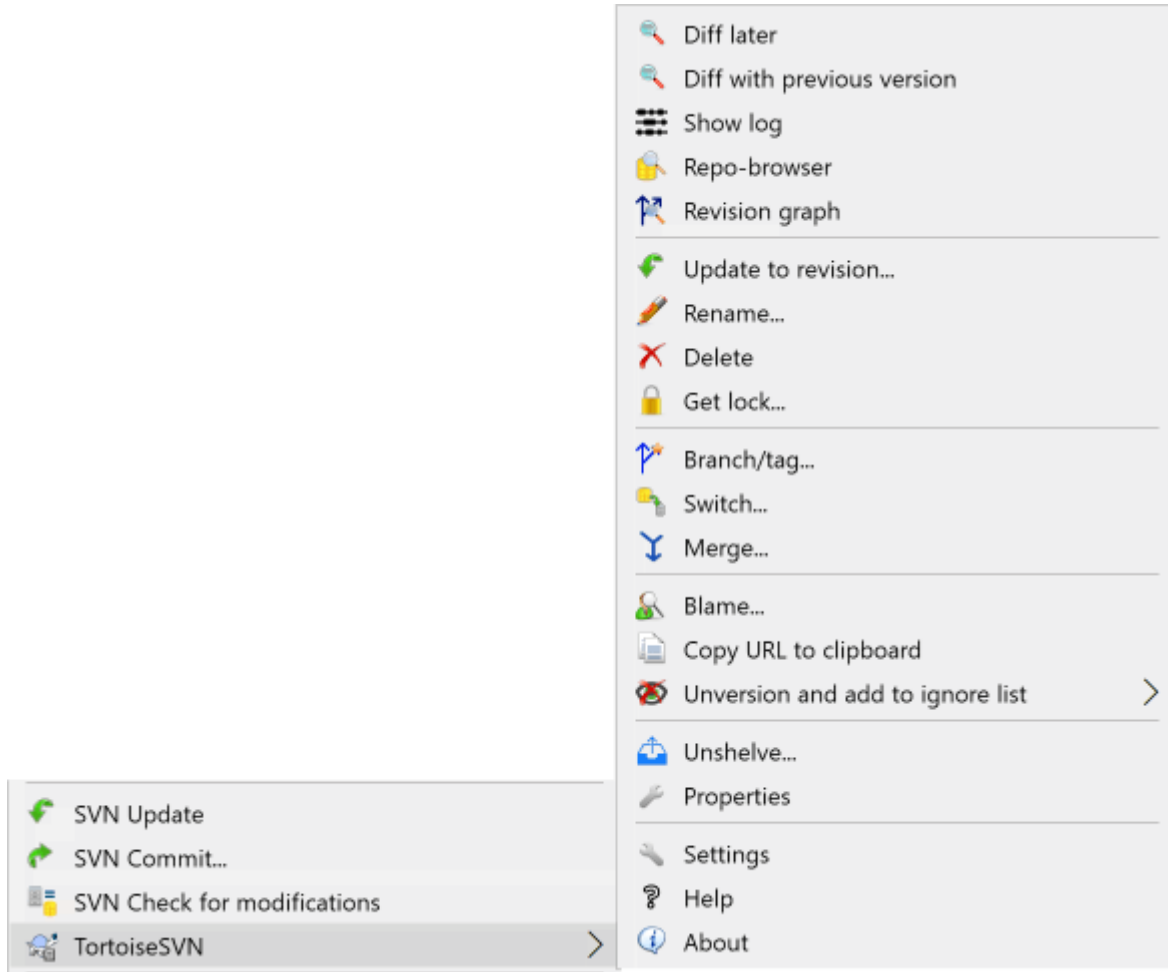 Diff later
Diff with previous version
Show log
Repo-browser
Revision graph
Update to revision...
Rename...
Delete
Get lock...
Branch/tag...
Switch...
Merge...
Blame...
Copy URL to clipboard
Unversion and add to ignore list
Unshelve...
Properties
Settings
Help
About
SVN Update
SVN Commit...
SVN Check for modifications
TortoiseSVN